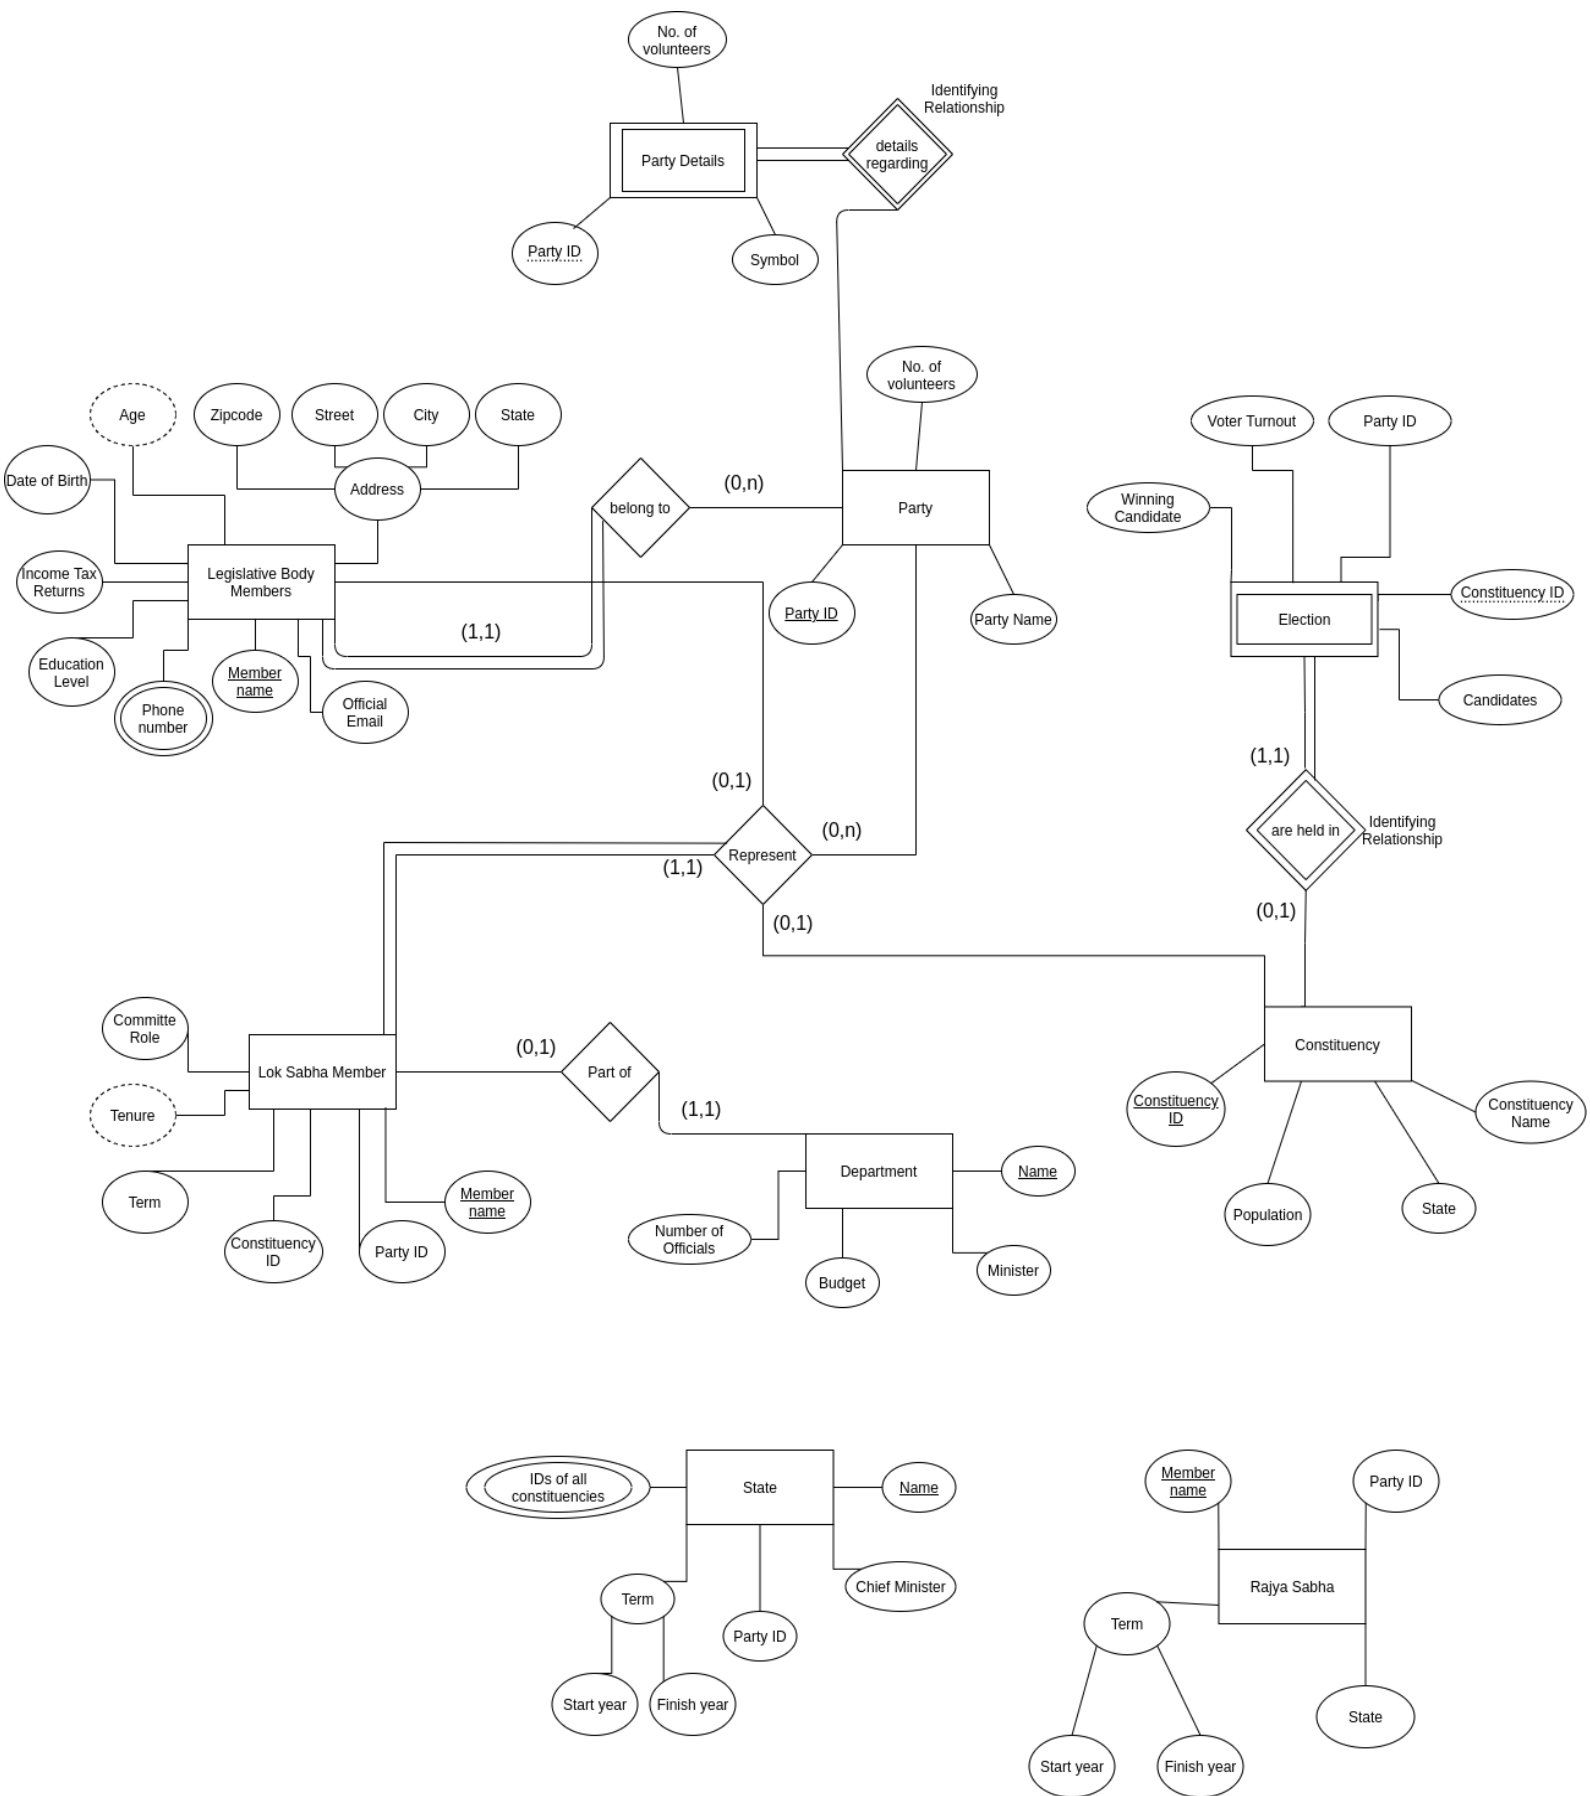 No. of
volunteers
Identifying
Relationship
details
regarding
Party Details
Party ID
Symbol
No. of
volunteers
Age
Zipcode
Street
City
State
Voter Turnout
Party ID
Date of Birth
Address
(0,n)
belong to
Party
Winning
Candidate
Income Tax
Returns
Legislative Body
Members
Constituency ID
Party ID
Party Name
Election
(1,1)
Education
Level
Member
name
Phone
number
Official
Email
Candidates
(1,1)
(0,1)
(0,n)
are held in
Identifying
Relationship
Represent
(1,1)
(0,1)
(0,1)
Committe
Role
Lok Sabha Member
(0,1)
Part of
Constituency
Tenure
(1,1)
Constituency
ID
Constituency
Name
Department
Name
Term
Member
name
Population
State
Constituency
ID
Party ID
Number of
Officials
Budget
Minister
IDs of all
constituencies
State
Name
Member
name
Party ID
Term
Chief Minister
Rajya Sabha
Party ID
Term
Start year
Finish year
State
Start year
Finish year